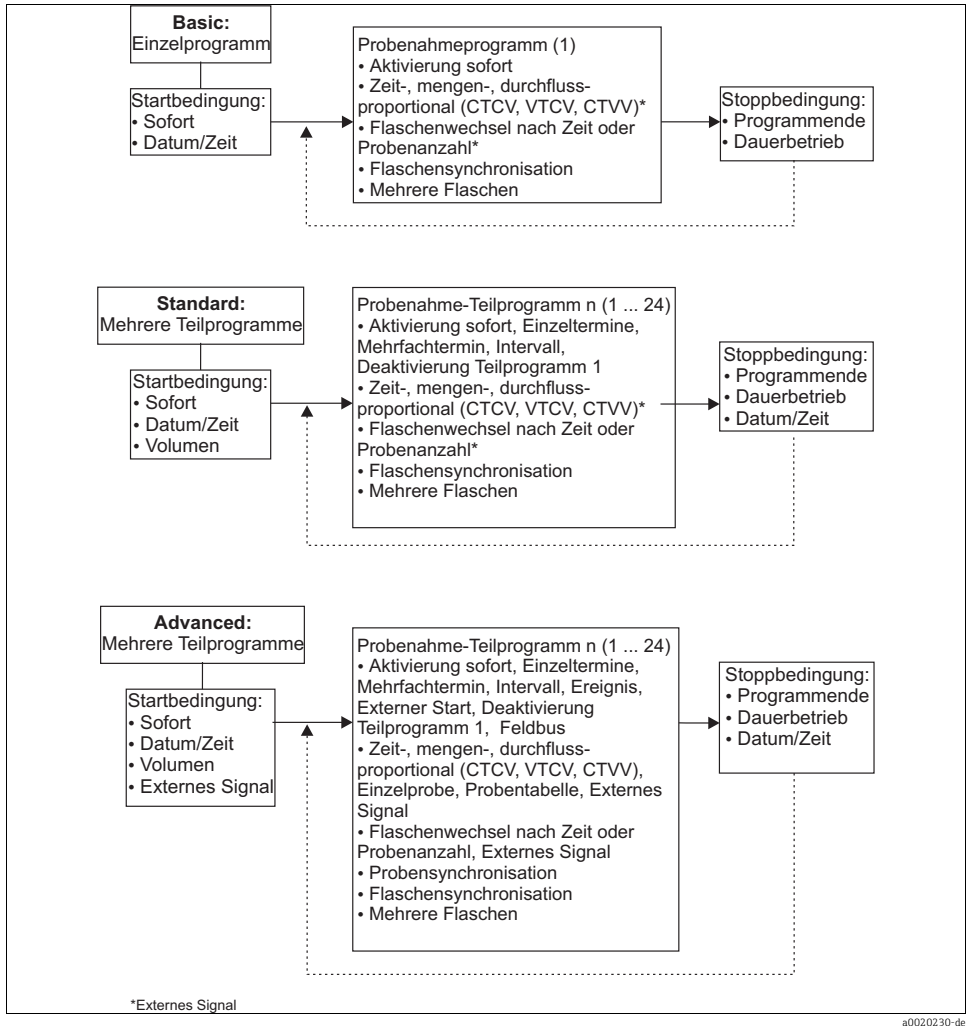 Basic:
Einzelprogramm
Startbedingung:
• Sofort
• Datum/Zeit
Probenahmeprogramm (1)
• Aktivierung sofort
• Zeit-, mengen-, durchfluss-
proportional (CTCV, VTCV, CTVV)*
• Flaschenwechsel nach Zeit oder
Probenanzahl*
• Flaschensynchronisation
• Mehrere Flaschen
Stoppbedingung:
• Programmende
• Dauerbetrieb
Standard:
Mehrere Teilprogramme
Startbedingung:
• Sofort
• Datum/Zeit
• Volumen
Probenahme-Teilprogramm n (1 ... 24)
• Aktivierung sofort, Einzeltermine,
Mehrfachtermin, Intervall,
Deaktivierung Teilprogramm 1
• Zeit-, mengen-, durchfluss-
proportional (CTCV, VTCV, CTVV)*
• Flaschenwechsel nach Zeit oder
Probenanzahl*
• Flaschensynchronisation
• Mehrere Flaschen
Stoppbedingung:
• Programmende
• Dauerbetrieb
• Datum/Zeit
Advanced:
Mehrere Teilprogramme
Startbedingung:
• Sofort
• Datum/Zeit
• Volumen
• Externes Signal
Probenahme-Teilprogramm n (1 ... 24)
• Aktivierung sofort, Einzeltermine,
Mehrfachtermin, Intervall, Ereignis,
Externer Start, Deaktivierung
Teilprogramm 1, Feldbus
• Zeit-, mengen-, durchfluss-
proportional (CTCV, VTCV, CTVV),
Einzelprobe, Probentabelle, Externes
Signal
• Flaschenwechsel nach Zeit oder
Probenanzahl, Externes Signal
• Probensynchronisation
• Flaschensynchronisation
• Mehrere Flaschen
Stoppbedingung:
• Programmende
• Dauerbetrieb
• Datum/Zeit
*Externes Signal
a0020230-de